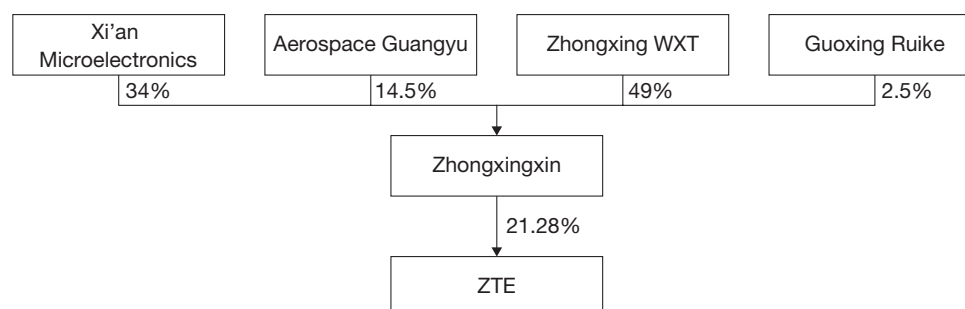 Xi’an
Microelectronics
Aerospace Guangyu
Zhongxing WXT
Guoxing Ruike
34%
14.5%
49%
2.5%
Zhongxingxin
21.28%
ZTE